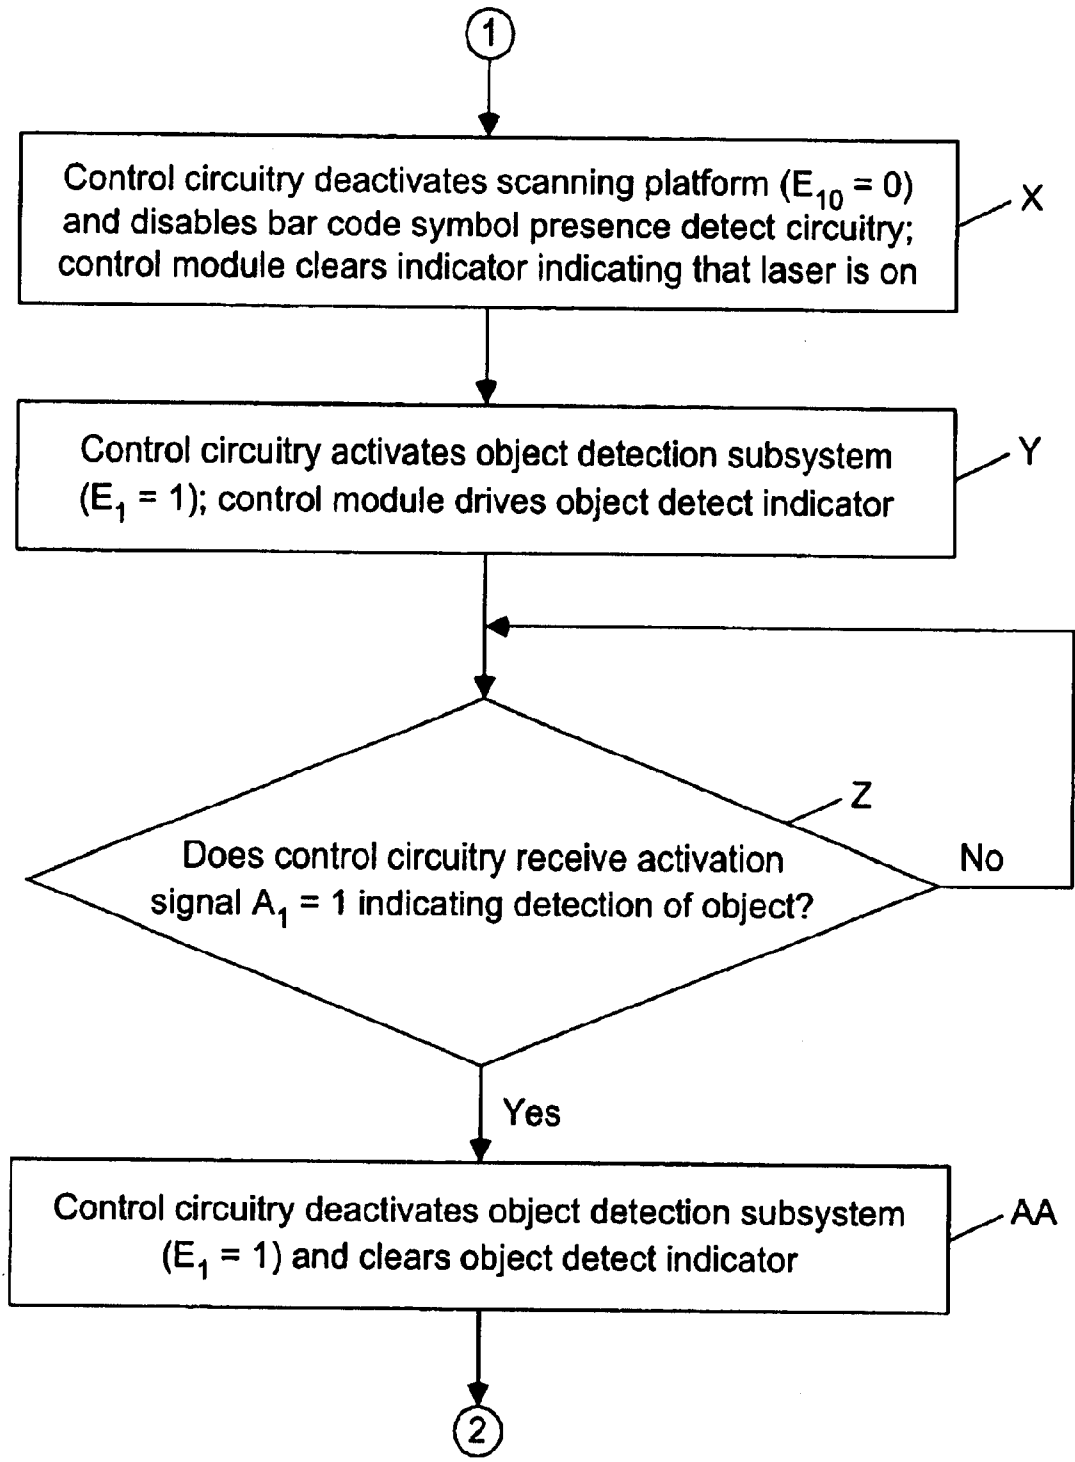 1
Control circuitry deactivates scanning platform (E₁₀ = 0)
and disables bar code symbol presence detect circuitry;
control module clears indicator indicating that laser is on
X
Control circuitry activates object detection subsystem
(E₁ = 1); control module drives object detect indicator
Y
Z
Does control circuitry receive activation
signal A₁ = 1 indicating detection of object?
No
Yes
Control circuitry deactivates object detection subsystem
(E₁ = 1) and clears object detect indicator
AA
2